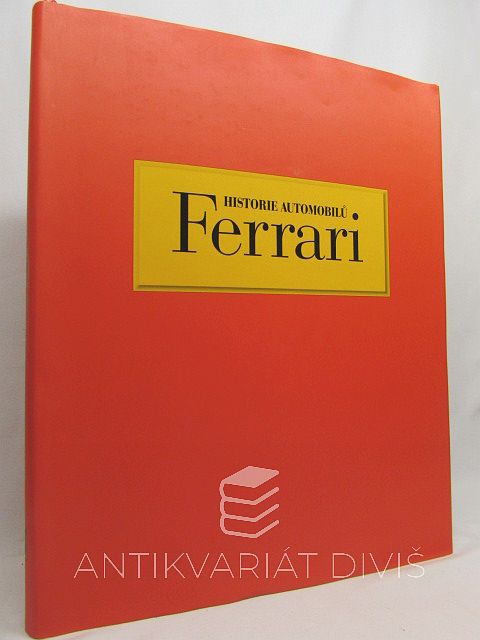 HISTORIE AUTOMOBILŮ
Ferrari
ANTIKVARIÁT DIVIŠ